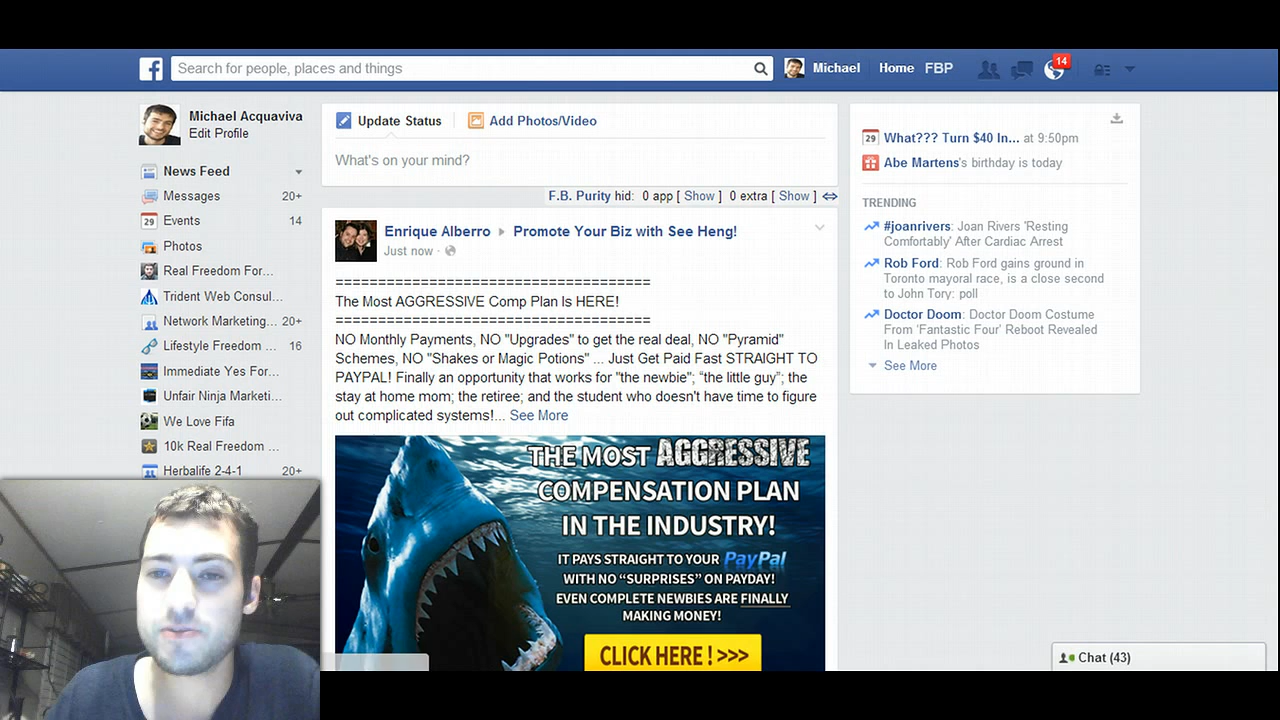 Search for people, places and things
Michael
Home
FBP
14
Michael Acquaviva
Edit Profile
News Feed
Messages 20+
29 Events 14
Photos
Real Freedom For...
Trident Web Consul...
Network Marketing... 20+
Lifestyle Freedom ... 16
Immediate Yes For...
Unfair Ninja Marketi...
We Love Fifa
10k Real Freedom ...
Herbalife 2-4-1 20+
Update Status
Add Photos/Video
What's on your mind?
F.B. Purity hid: 0 app [ Show ] 0 extra [ Show ]
Enrique Alberro Promote Your Biz with See Heng!
Just now ·
===================================
The Most AGGRESSIVE Comp Plan Is HERE!
===================================
NO Monthly Payments, NO "Upgrades" to get the real deal, NO "Pyramid"
Schemes, NO "Shakes or Magic Potions" ... Just Get Paid Fast STRAIGHT TO
PAYPAL! Finally an opportunity that works for "the newbie"; “the little guy”; the
stay at home mom; the retiree; and the student who doesn't have time to figure
out complicated systems!... See More
THE MOST AGGRESSIVE
COMPENSATION PLAN
IN THE INDUSTRY!
IT PAYS STRAIGHT TO YOUR PayPal
WITH NO “SURPRISES” ON PAYDAY!
EVEN COMPLETE NEWBIES ARE FINALLY
MAKING MONEY!
CLICK HERE ! >>>
29 What??? Turn $40 In... at 9:50pm
Abe Martens's birthday is today
TRENDING
#joanrivers: Joan Rivers 'Resting
Comfortably' After Cardiac Arrest
Rob Ford: Rob Ford gains ground in
Toronto mayoral race, is a close second
to John Tory: poll
Doctor Doom: Doctor Doom Costume
From 'Fantastic Four' Reboot Revealed
In Leaked Photos
See More
Chat (43)